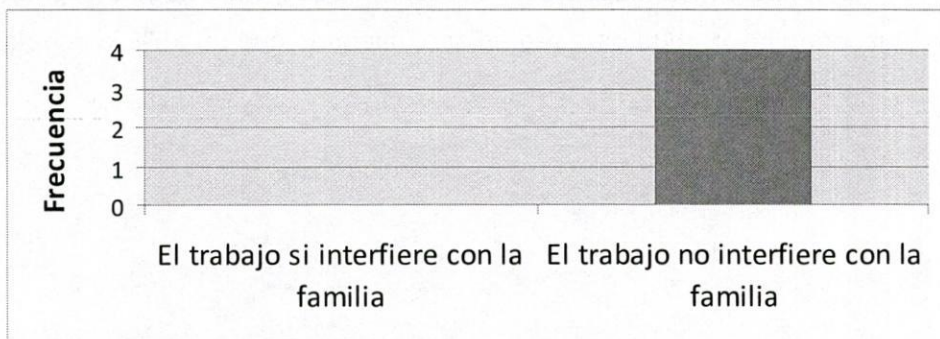 Frecuencia
4
3
2
1
0
El trabajo si interfiere con la
familia
El trabajo no interfiere con la
familia